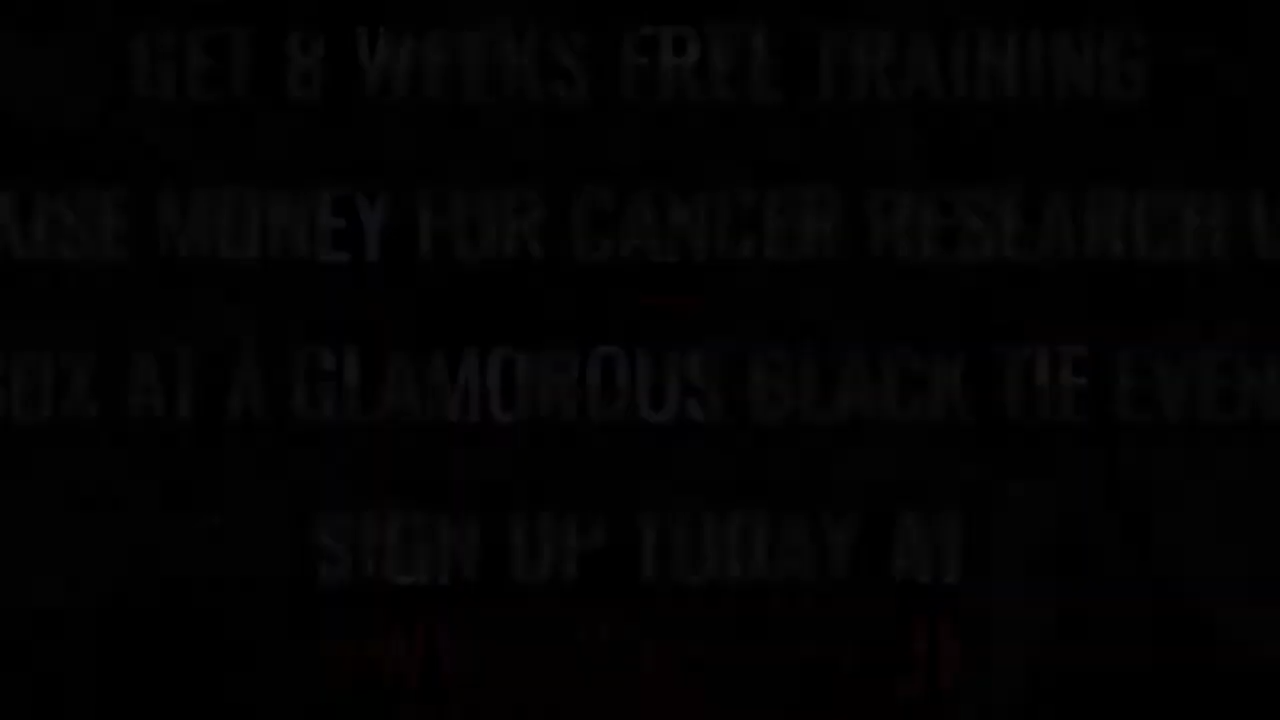 GET 8 WEEKS FREE TRAINING
AISE MONEY FOR CANCER RESEARCH U
BOX AT A GLAMOROUS BLACK TIE EVEN
SIGN UP TODAY AT